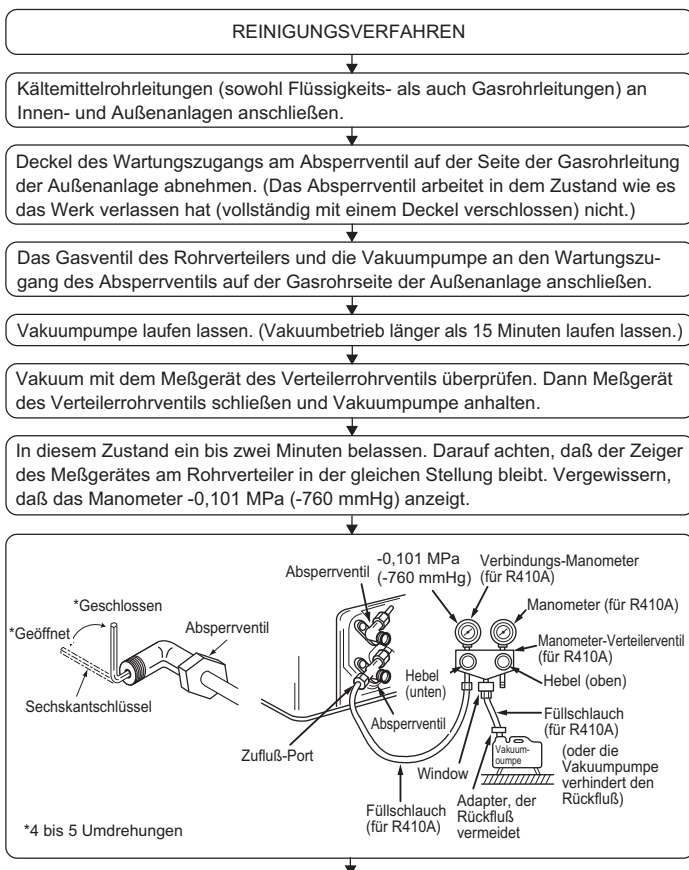 REINIGUNGSVERFAHREN
Kältemittelrohrleitungen (sowohl Flüssigkeits- als auch Gasrohrleitungen) an
Innen- und Außenanlagen anschließen.
Deckel des Wartungszugangs am Absperrventil auf der Seite der Gasrohrleitung
der Außenanlage abnehmen. (Das Absperrventil arbeitet in dem Zustand wie es
das Werk verlassen hat (vollständig mit einem Deckel verschlossen) nicht.)
Das Gasventil des Rohrverteilers und die Vakuumpumpe an den Wartungszu-
gang des Absperrventils auf der Gasrohrseite der Außenanlage anschließen.
Vakuumpumpe laufen lassen. (Vakuumbetrieb länger als 15 Minuten laufen lassen.)
Vakuum mit dem Meßgerät des Verteilerrohrventils überprüfen. Dann Meßgerät
des Verteilerrohrventils schließen und Vakuumpumpe anhalten.
In diesem Zustand ein bis zwei Minuten belassen. Darauf achten, daß der Zeiger
des Meßgerätes am Rohrverteiler in der gleichen Stellung bleibt. Vergewissern,
daß das Manometer -0,101 MPa (-760 mmHg) anzeigt.
*Geschlossen
*Geöffnet
Absperrventil
Sechskantschlüssel
*4 bis 5 Umdrehungen
Absperrventil
-0,101 MPa
(-760 mmHg)
Verbindungs-Manometer
(für R410A)
Manometer (für R410A)
Manometer-Verteilerventil
(für R410A)
Hebel
(unten)
Hebel (oben)
Absperrventil
Zufluß-Port
Füllschlauch
(für R410A)
Window
Füllschlauch
(für R410A)
Vakuum-
oumpe
(oder die
Vakuumpumpe
verhindert den
Rückfluß)
Adapter, der
Rückfluß
vermeidet